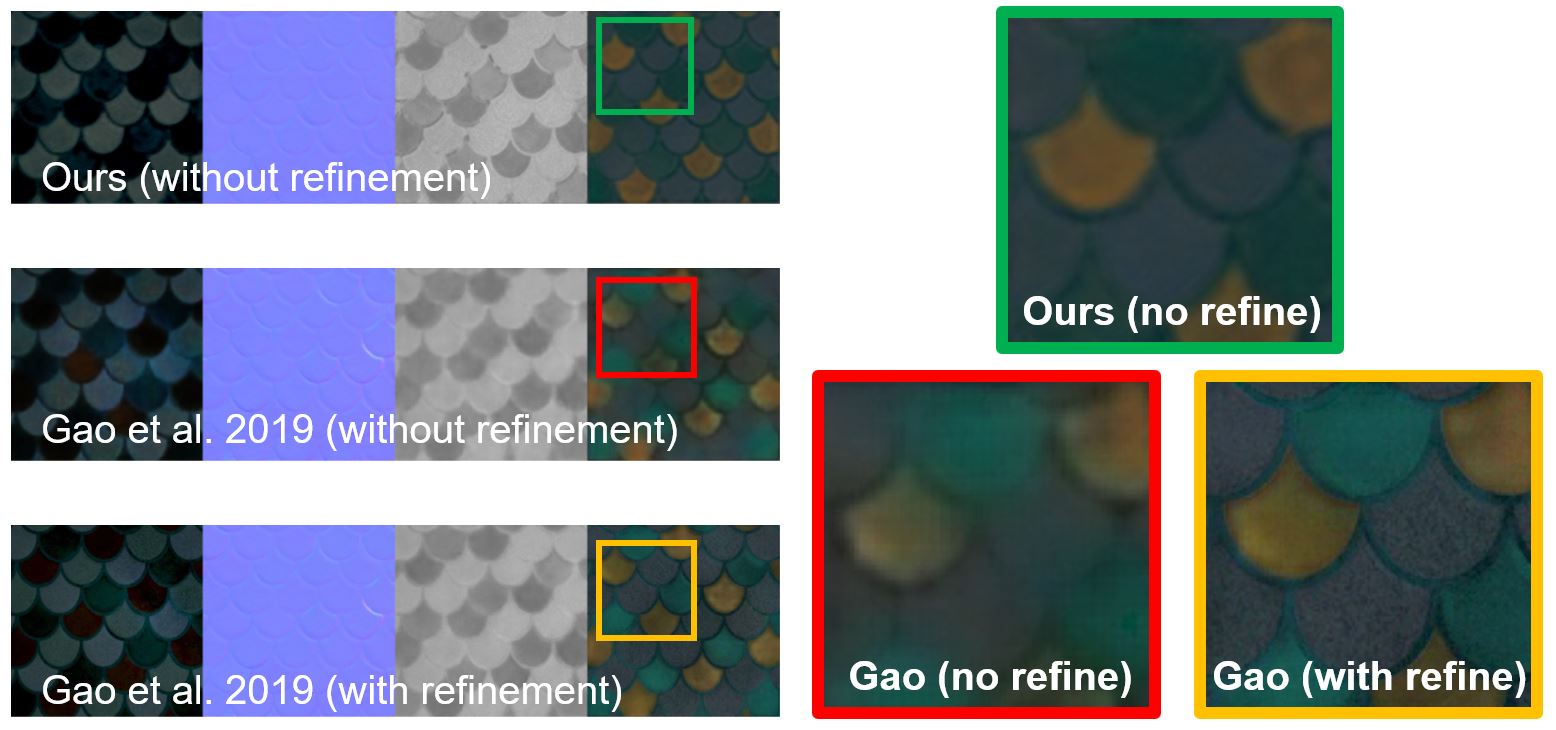 Ours (without refinement)
Gao et al. 2019 (without refinement)
Gao et al. 2019 (with refinement)
Ours (no refine)
Gao (no refine)
Gao (with refine)